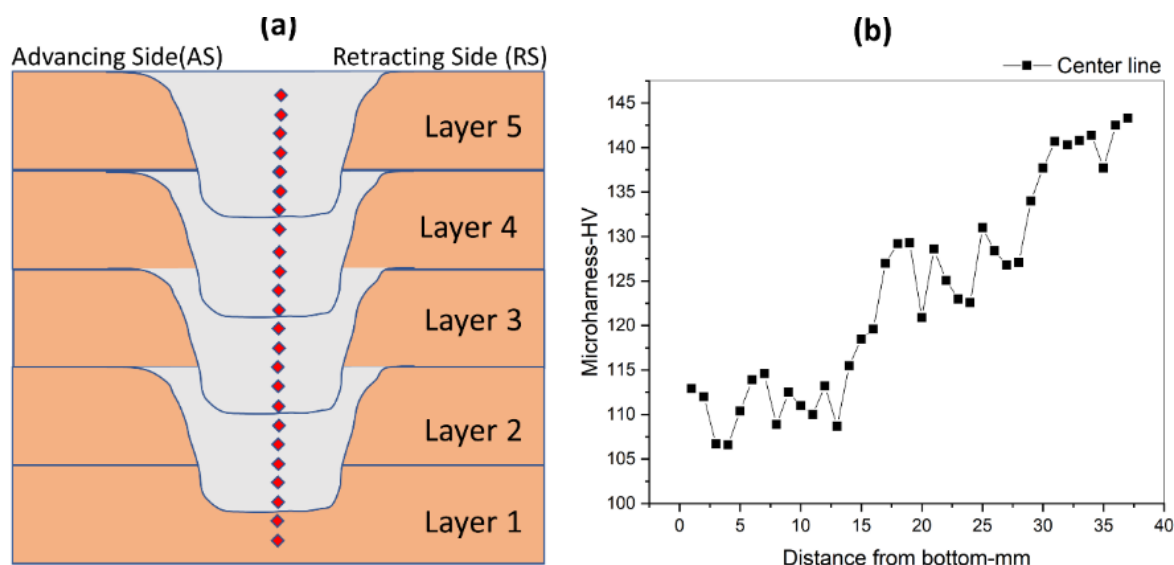 (a)
Advancing Side(AS)
Retracting Side (RS)
Layer 5
Layer 4
Layer 3
Layer 2
Layer 1
(b)
Center line
Microharness-HV
145
140
135
130
125
120
115
110
105
100
0 5 10 15 20 25 30 35 40
Distance from bottom-mm